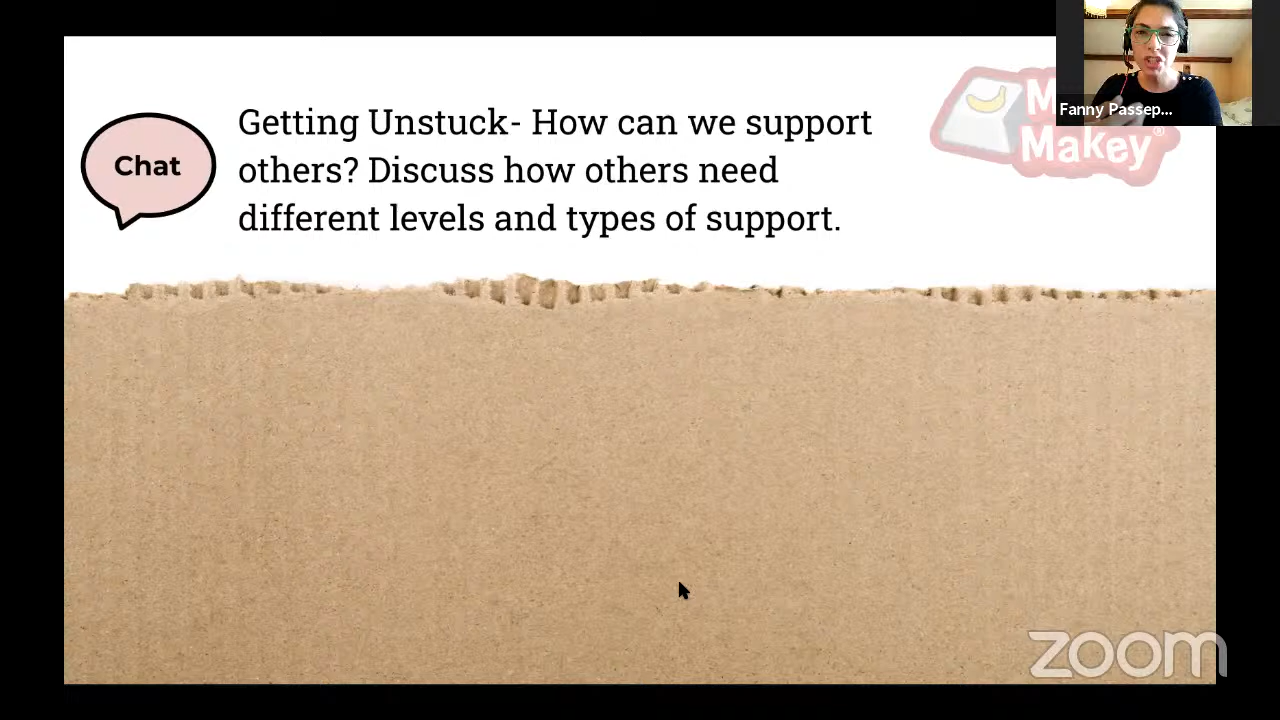 Chat
Getting Unstuck- How can we support
others? Discuss how others need
different levels and types of support.
Makey®
Fanny Passep...
zoom